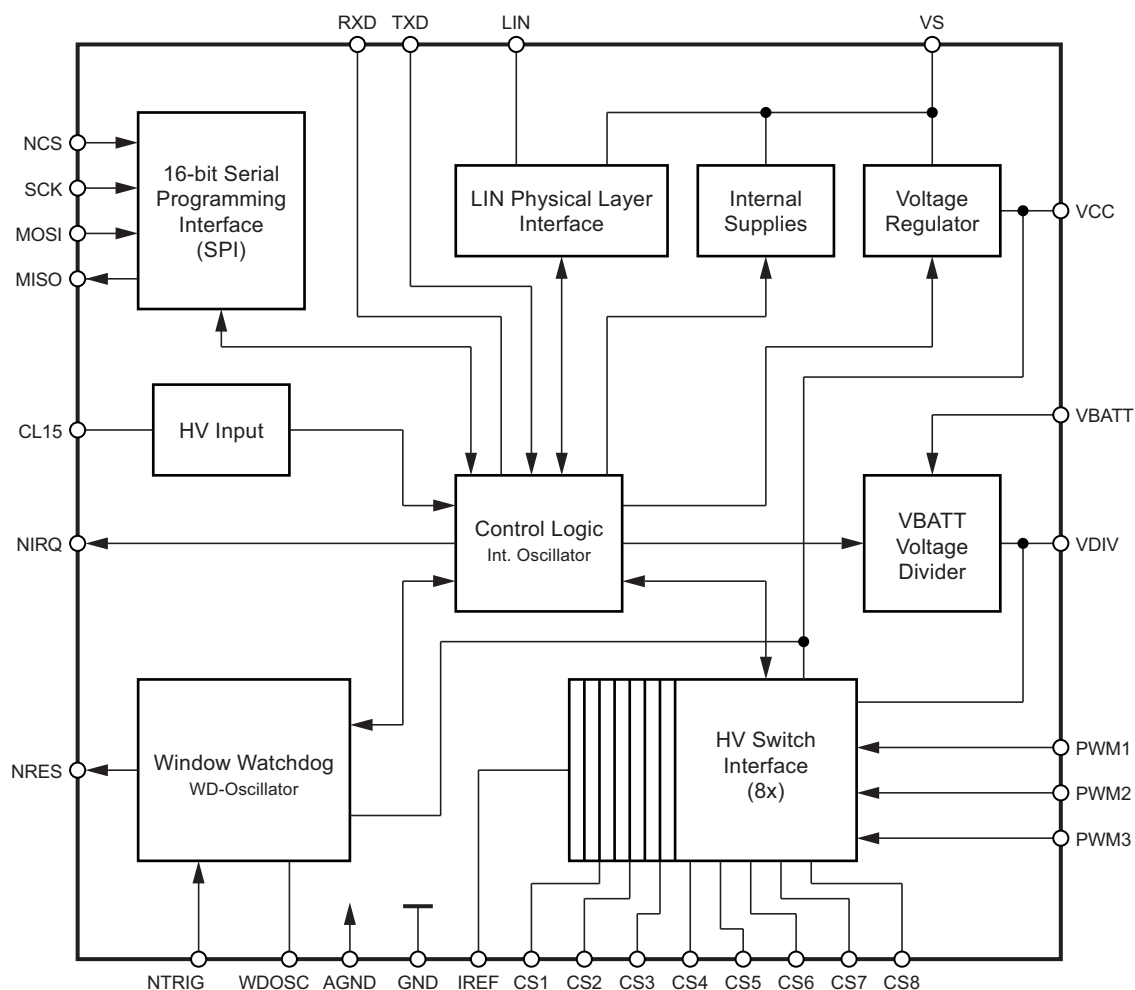 RXD
TXD
LIN
VS
NCS
SCK
MOSI
MISO
16-bit Serial
Programming
Interface
(SPI)
LIN Physical Layer
Interface
Internal
Supplies
Voltage
Regulator
VCC
CL15
HV Input
VBATT
NIRQ
Control Logic
Int. Oscillator
VBATT
Voltage
Divider
VDIV
NRES
Window Watchdog
WD-Oscillator
HV Switch
Interface
(8x)
PWM1
PWM2
PWM3
NTRIG
WDOSC
AGND
GND
IREF
CS1
CS2
CS3
CS4
CS5
CS6
CS7
CS8